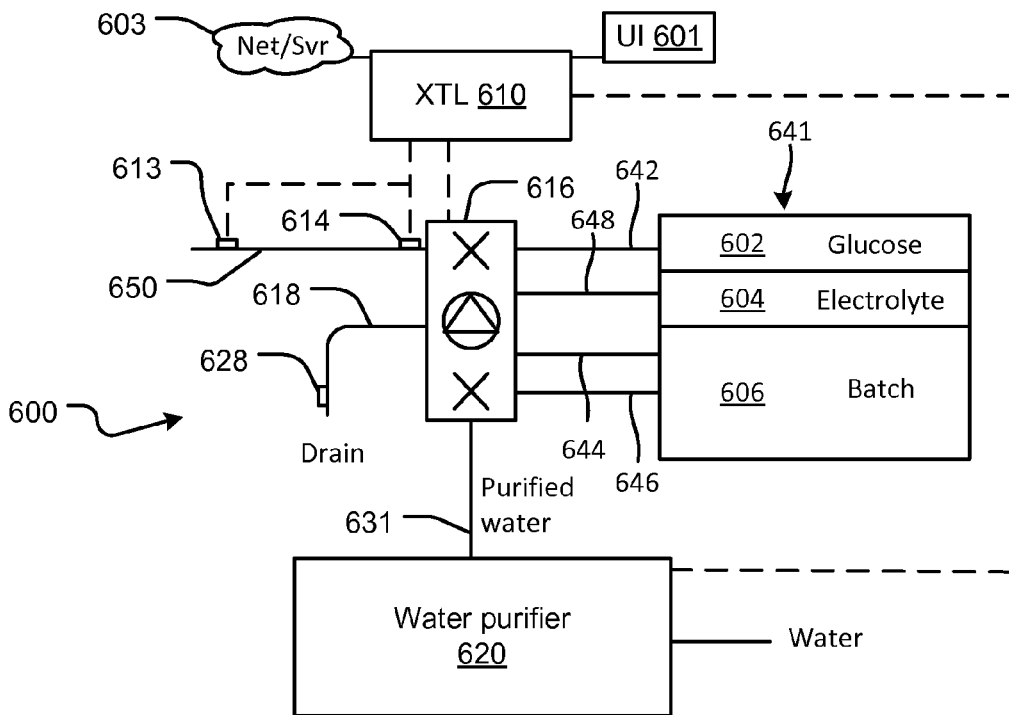 603
Net/Svr
UI 601
XTL 610
613
614
616
642
641
648
602 Glucose
650
618
604 Electrolyte
628
606 Batch
600
Drain
644
646
Purified
water
631
Water purifier
620
Water